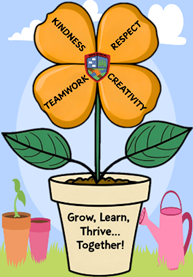 KINDNESS
RESPECT
TEAMWORK
CREATIVITY
Grow, Learn,
Thrive...
Together!